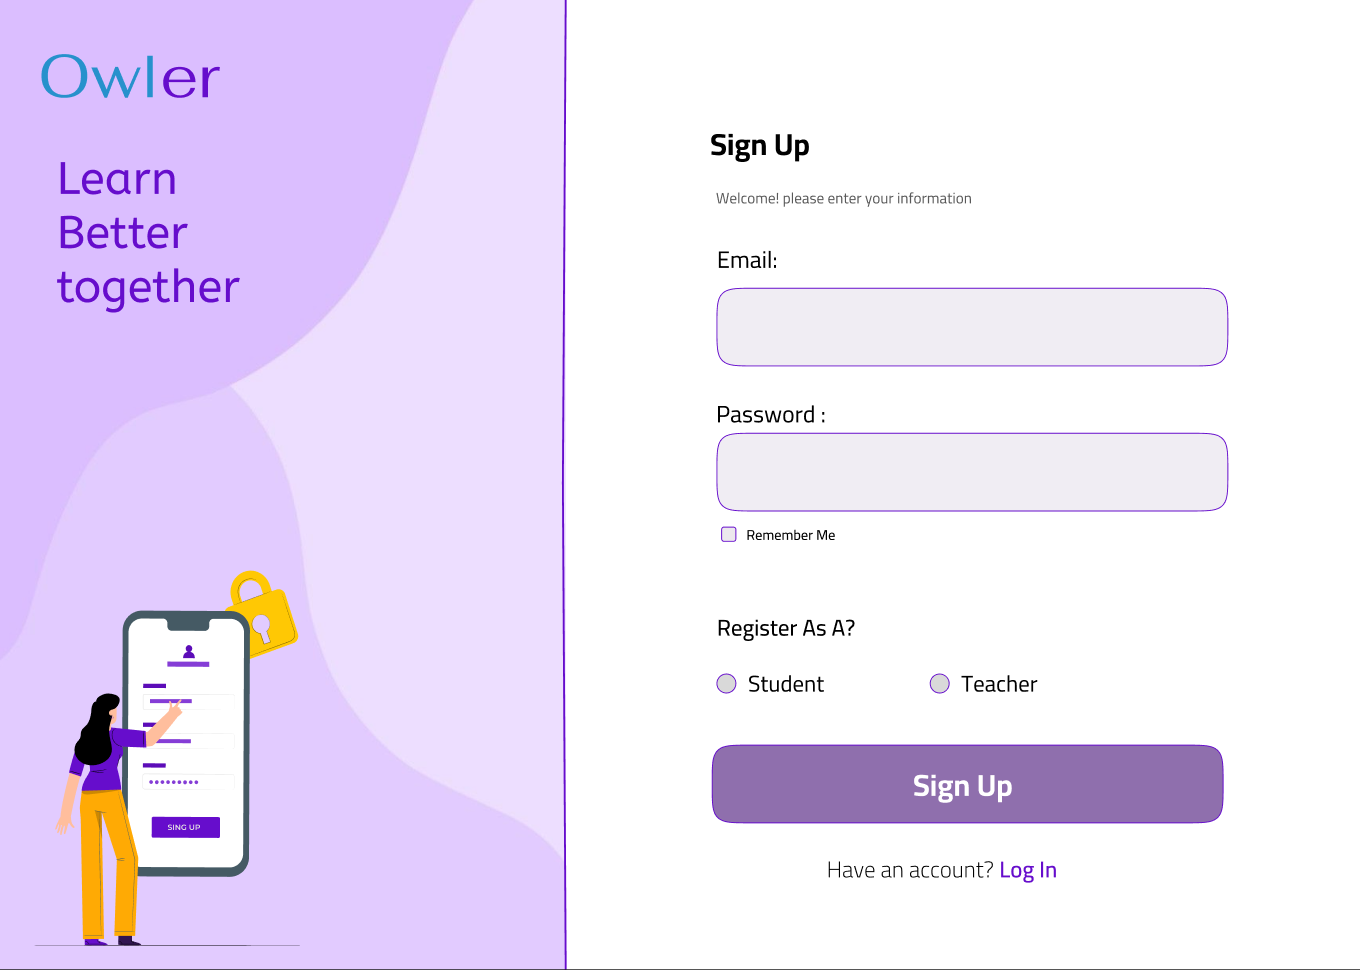 Owler
Learn
Better
together
SING UP
Sign Up
Welcome! please enter your information
Email:
Password :
Remember Me
Register As A?
Student
Teacher
Sign Up
Have an account? Log In